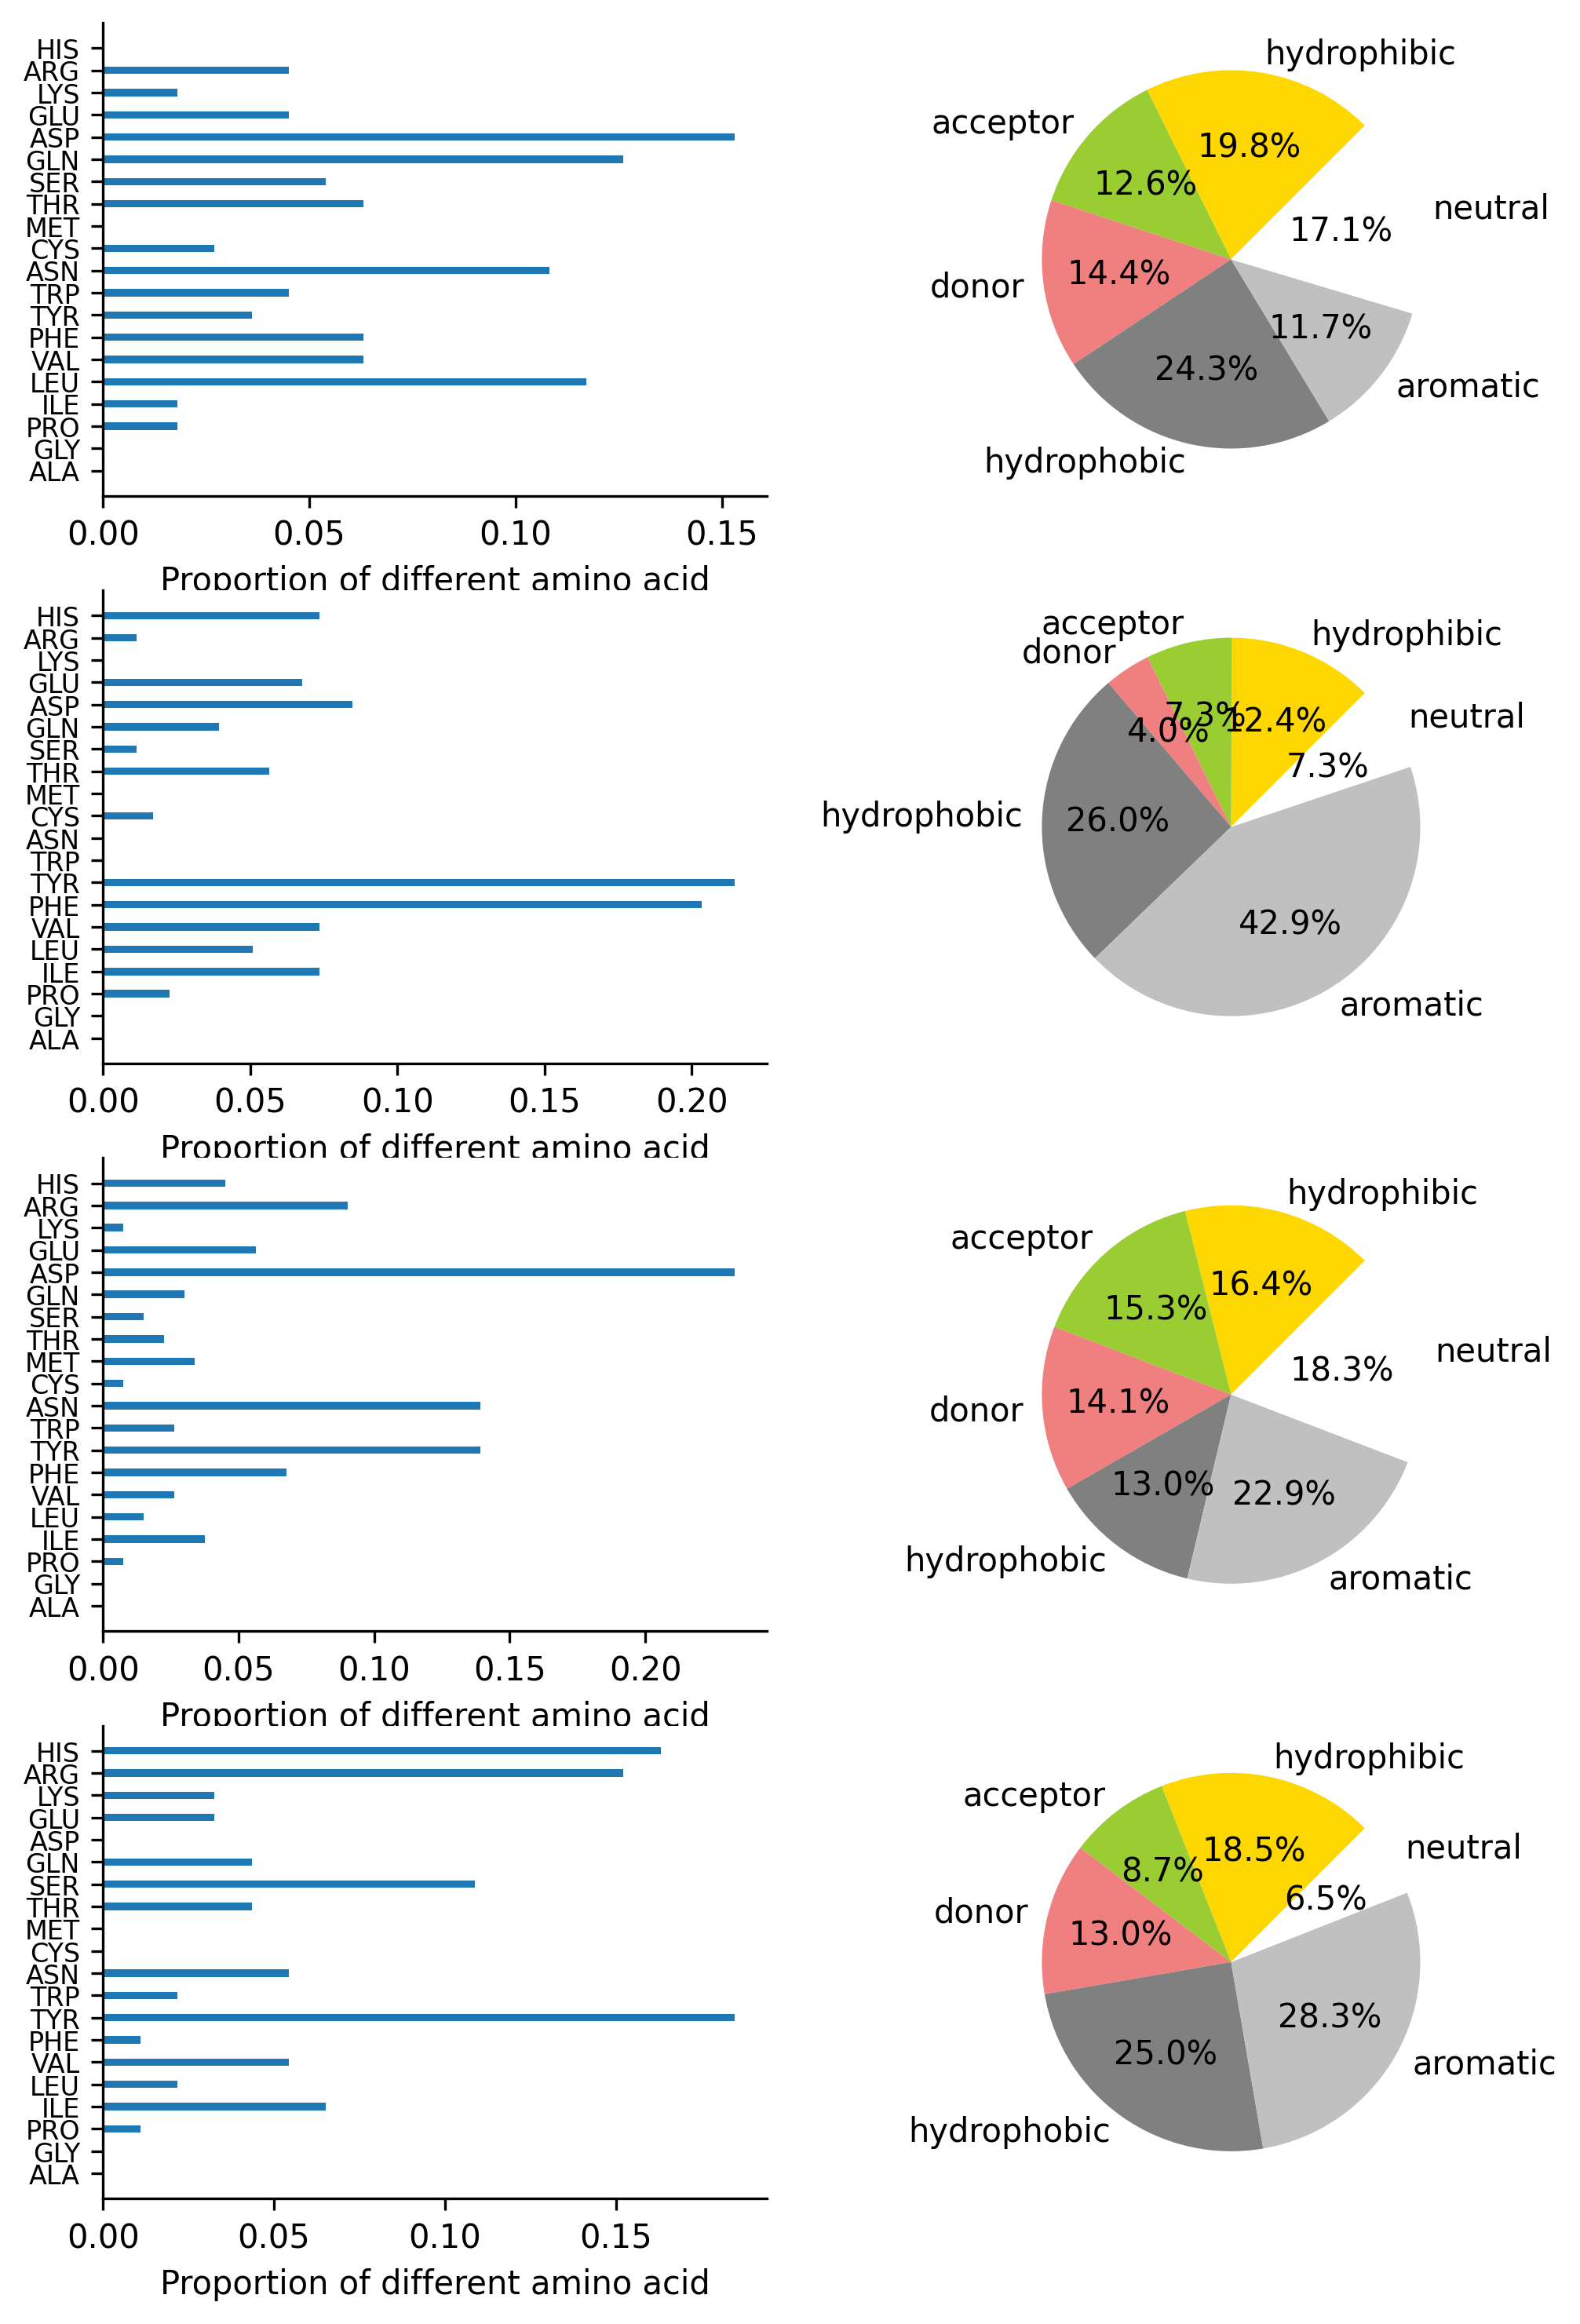 HIS
ARG
LYS
GLU
ASP
GLN
SER
THR
MET
CYS
ASN
TRP
TYR
PHE
VAL
LEU
ILE
PRO
GLY
ALA
0.00 0.05 0.10 0.15
Proportion of different amino acid
hydrophibic
acceptor
19.8%
12.6%
neutral
17.1%
donor
14.4%
11.7%
24.3%
aromatic
hydrophobic
HIS
ARG
LYS
GLU
ASP
GLN
SER
THR
MET
CYS
ASN
TRP
TYR
PHE
VAL
LEU
ILE
PRO
GLY
ALA
0.00 0.05 0.10 0.15 0.20
Proportion of different amino acid
acceptor
hydrophibic
donor
neutral
7.3%
12.4%
4.0%
7.3%
hydrophobic
26.0%
42.9%
aromatic
HIS
ARG
LYS
GLU
ASP
GLN
SER
THR
MET
CYS
ASN
TRP
TYR
PHE
VAL
LEU
ILE
PRO
GLY
ALA
0.00 0.05 0.10 0.15 0.20
Proportion of different amino acid
hydrophibic
acceptor
16.4%
15.3%
neutral
18.3%
donor
14.1%
13.0%
22.9%
hydrophobic
aromatic
HIS
ARG
LYS
GLU
ASP
GLN
SER
THR
MET
CYS
ASN
TRP
TYR
PHE
VAL
LEU
ILE
PRO
GLY
ALA
0.00 0.05 0.10 0.15
Proportion of different amino acid
hydrophibic
acceptor
neutral
18.5%
8.7%
6.5%
donor
13.0%
28.3%
25.0%
aromatic
hydrophobic